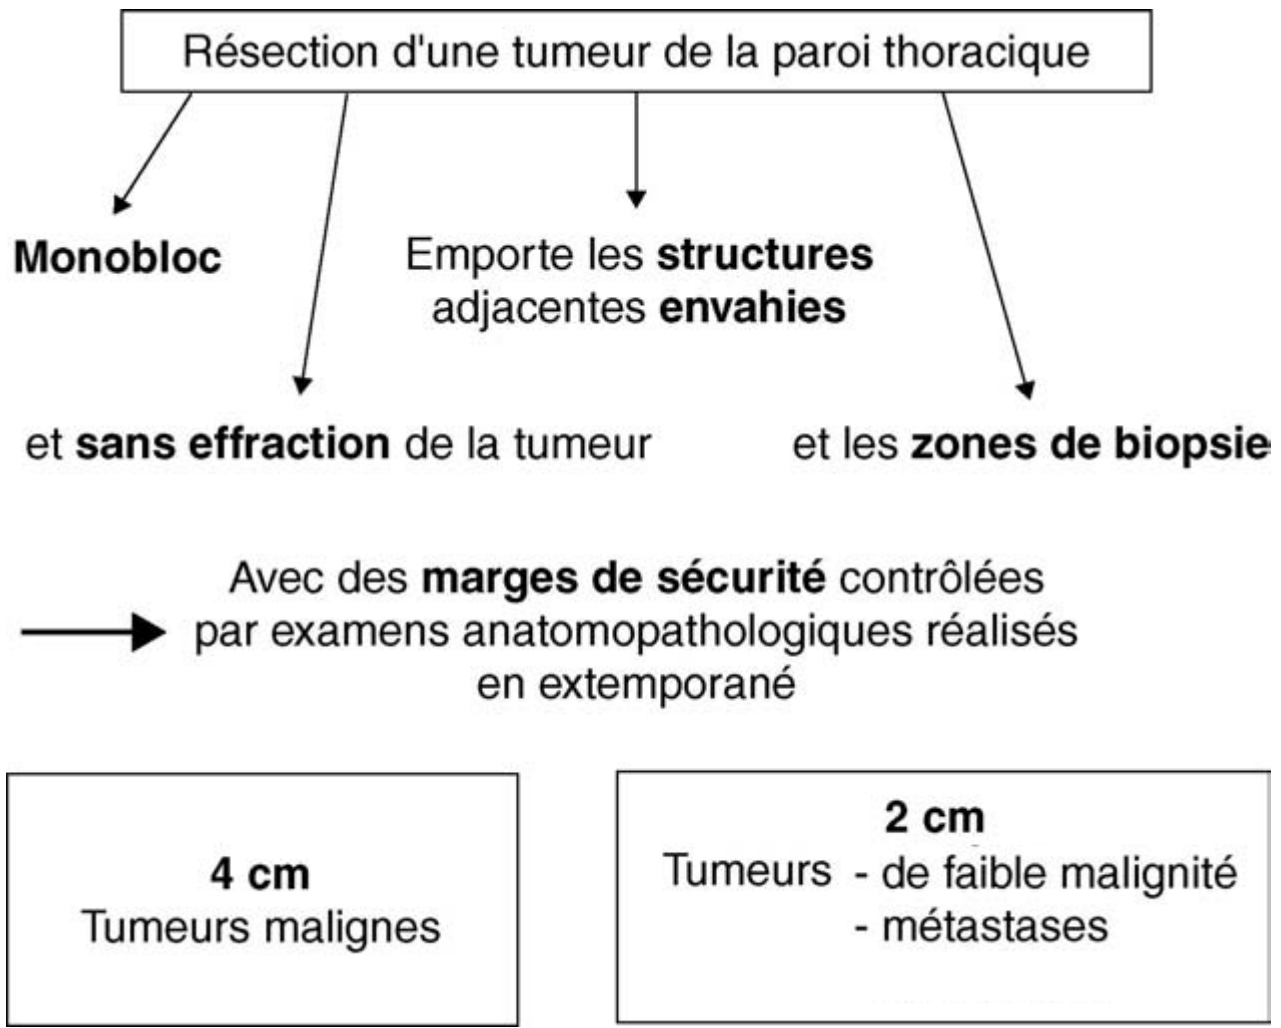 Résection d'une tumeur de la paroi thoracique
Monobloc
Emporte les structures
adjacentes envahies
et sans effraction de la tumeur
et les zones de biopsie
Avec des marges de sécurité contrôlées
par examens anatomopathologiques réalisés
en extemporané
4 cm
Tumeurs malignes
2 cm
Tumeurs - de faible malignité
- métastases